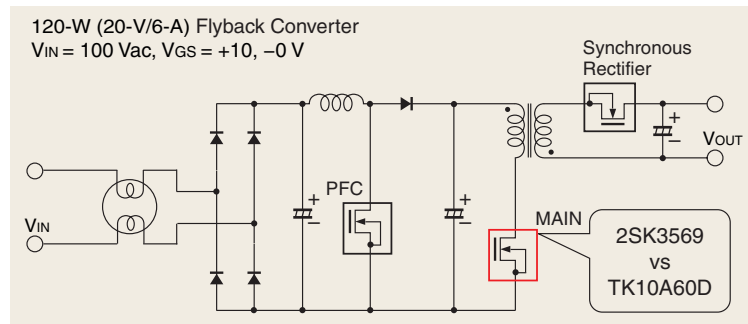 120-W (20-V/6-A) Flyback Converter
VIN = 100 Vac, VGS = +10, −0 V
Synchronous
Rectifier
+
−
VOUT
PFC
+
−
+
−
MAIN
VIN
2SK3569
vs
TK10A60D